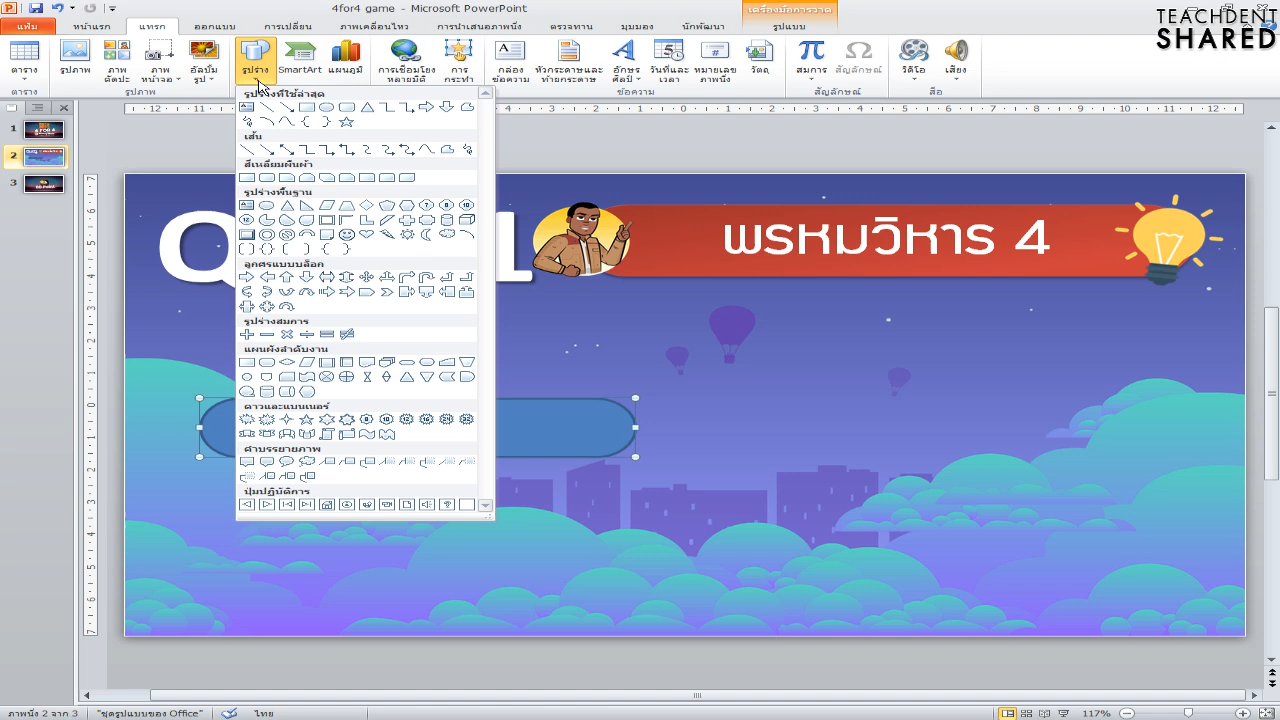 4for4 game - Microsoft PowerPoint
เครื่องมือการวาด
TEACHDENT
SHARED
แฟ้ม
หน้าแรก
แทรก
ออกแบบ
การเปลี่ยน
ภาพเคลื่อนไหว
การนำเสนอภาพนิ่ง
ตรวจทาน
มุมมอง
นักพัฒนา
รูปแบบ
ตาราง
รูปภาพ
ภาพตัดปะ
ภาพหน้าจอ
อัลบั้มรูป
รูปร่าง
SmartArt
แผนภูมิ
การเชื่อมโยงหลายมิติ
การกระทำ
กล่องข้อความ
หัวกระดาษและท้ายกระดาษ
อักษรศิลป์
วันที่และเวลา
หมายเลขภาพนิ่ง
วัตถุ
สมการ
สัญลักษณ์
วิดีโอ
เสียง
ตาราง
รูปภาพ
ข้อความ
สัญลักษณ์
สื่อ
รูปร่างที่ใช้ล่าสุด
เส้น
สี่เหลี่ยมผืนผ้า
รูปร่างพื้นฐาน
ลูกศรแบบบล็อก
รูปร่างสมการ
แผนผังลำดับงาน
ดาวและแบนเนอร์
คำบรรยายภาพ
ปุ่มปฏิบัติการ
1
2
3
พรหมวิหาร 4
ภาพนิ่ง 2 จาก 3
"ชุดรูปแบบของ Office"
ไทย
117%